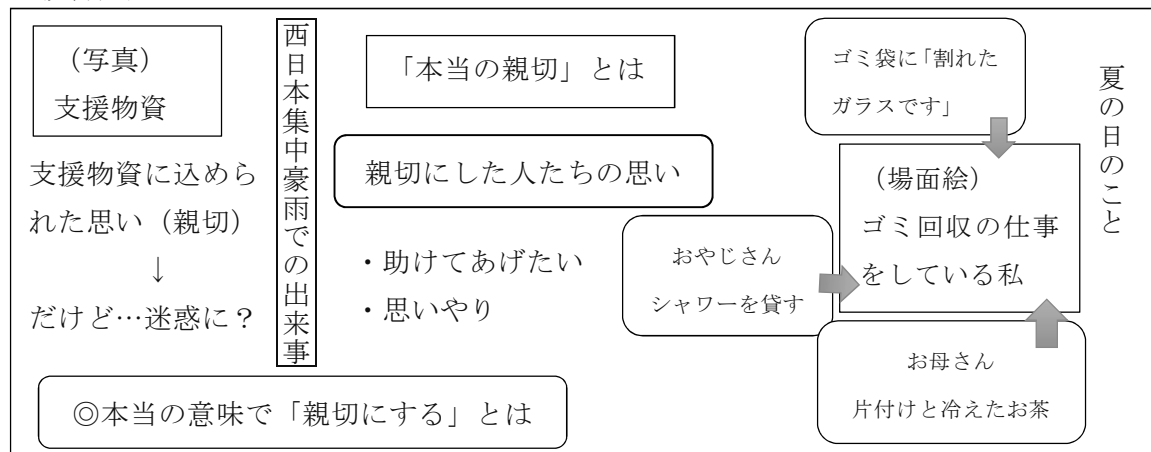 夏の日のこと
ゴミ袋に「割れた
ガラスです」
（場面絵）
ゴミ回収の仕事
をしている私
おやじさん
シャワーを貸す
お母さん
片付けと冷えたお茶
「本当の親切」とは
親切にした人たちの思い
・助けてあげたい
・思いやり
西日本集中豪雨での出来事
（写真）
支援物資
支援物資に込めら
れた思い（親切）
↓
だけど…迷惑に？
◎本当の意味で「親切にする」とは